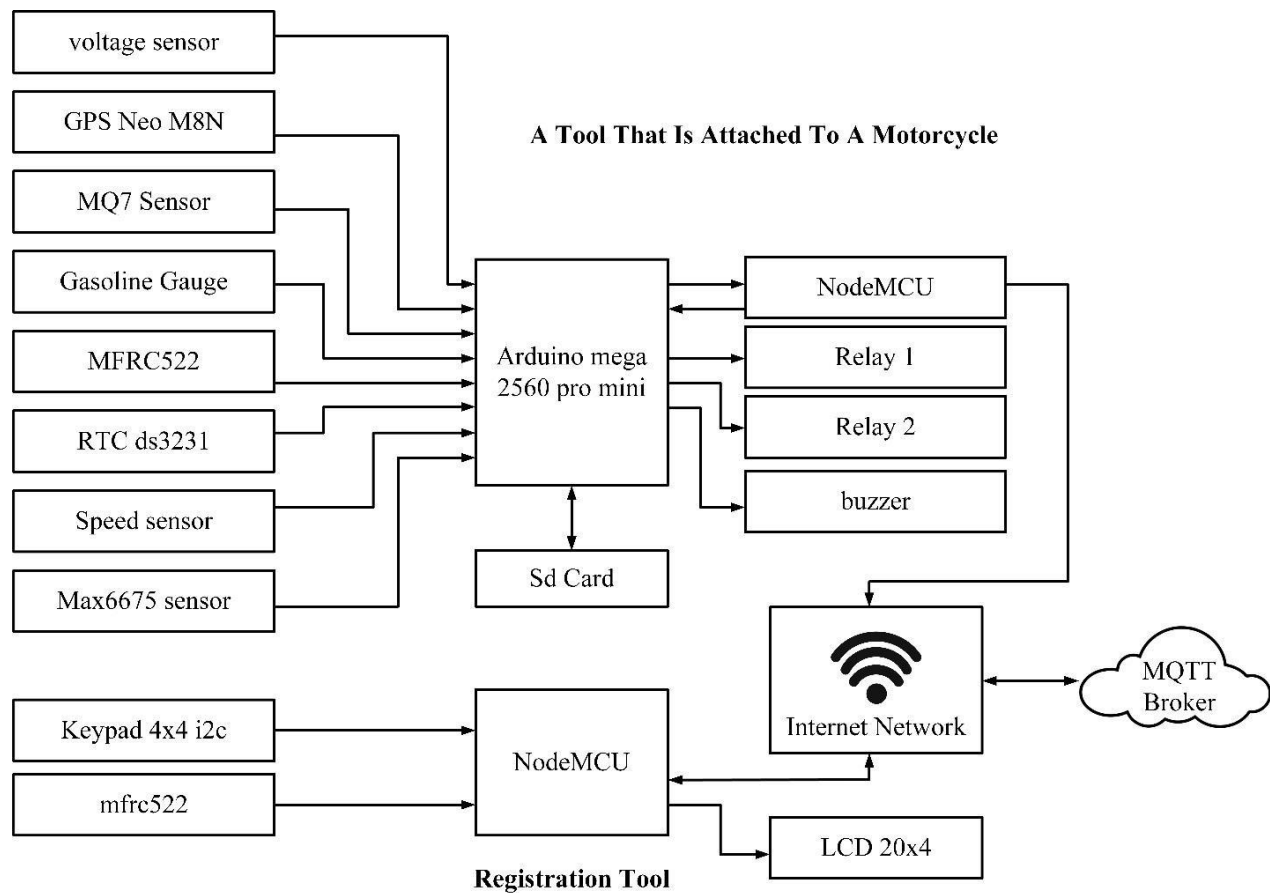 voltage sensor
GPS Neo M8N
A Tool That Is Attached To A Motorcycle
MQ7 Sensor
Gasoline Gauge
NodeMCU
MFRC522
Arduino mega
2560 pro mini
Relay 1
RTC ds3231
Relay 2
Speed sensor
buzzer
Max6675 sensor
Sd Card
MQTT
Broker
Keypad 4x4 i2c
Internet Network
NodeMCU
mfrc522
LCD 20x4
Registration Tool